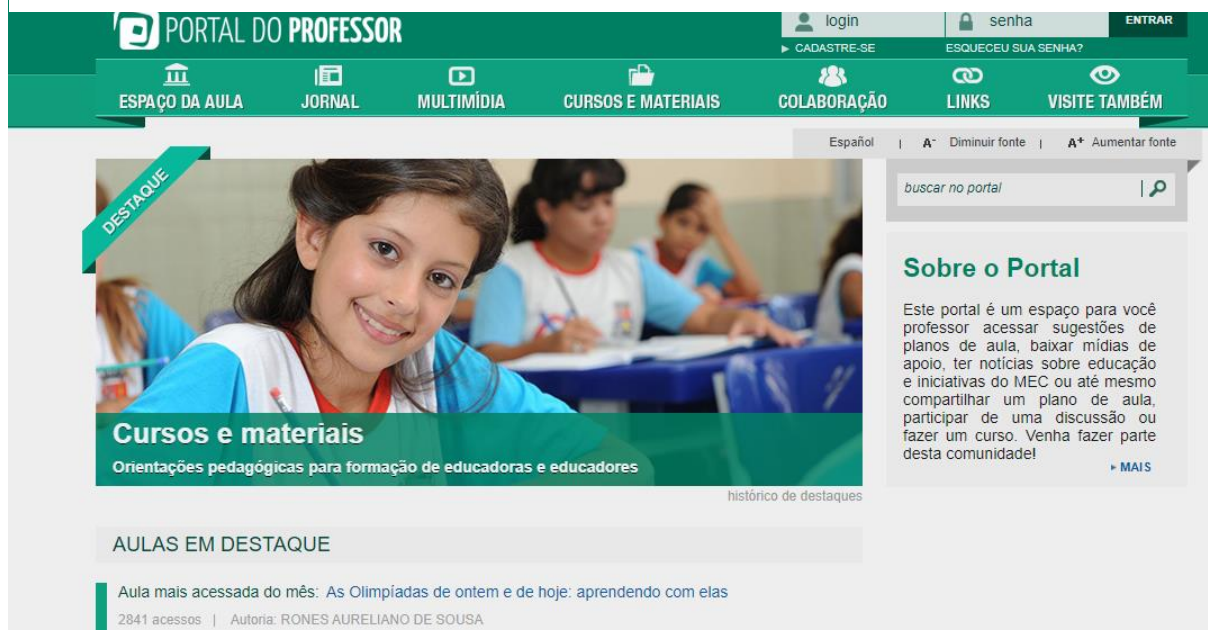 PORTAL DO PROFESSOR
login
senha
ENTRAR
► CADASTRE-SE
ESQUECEU SUA SENHA?
ESPAÇO DA AULA
JORNAL
MULTIMÍDIA
CURSOS E MATERIAIS
COLABORAÇÃO
LINKS
VISITE TAMBÉM
Español | A- Diminuir fonte | A+ Aumentar fonte
DESTAQUE
buscar no portal
Cursos e materiais
Orientações pedagógicas para formação de educadoras e educadores
histórico de destaques
Sobre o Portal
Este portal é um espaço para você
professor acessar sugestões de
planos de aula, baixar mídias de
apoio, ter notícias sobre educação
e iniciativas do MEC ou até mesmo
compartilhar um plano de aula,
participar de uma discussão ou
fazer um curso. Venha fazer parte
desta comunidade!
▸ MAIS
AULAS EM DESTAQUE
Aula mais acessada do mês: As Olimpíadas de ontem e de hoje: aprendendo com elas
2841 acessos | Autoria: RONES AURELIANO DE SOUSA